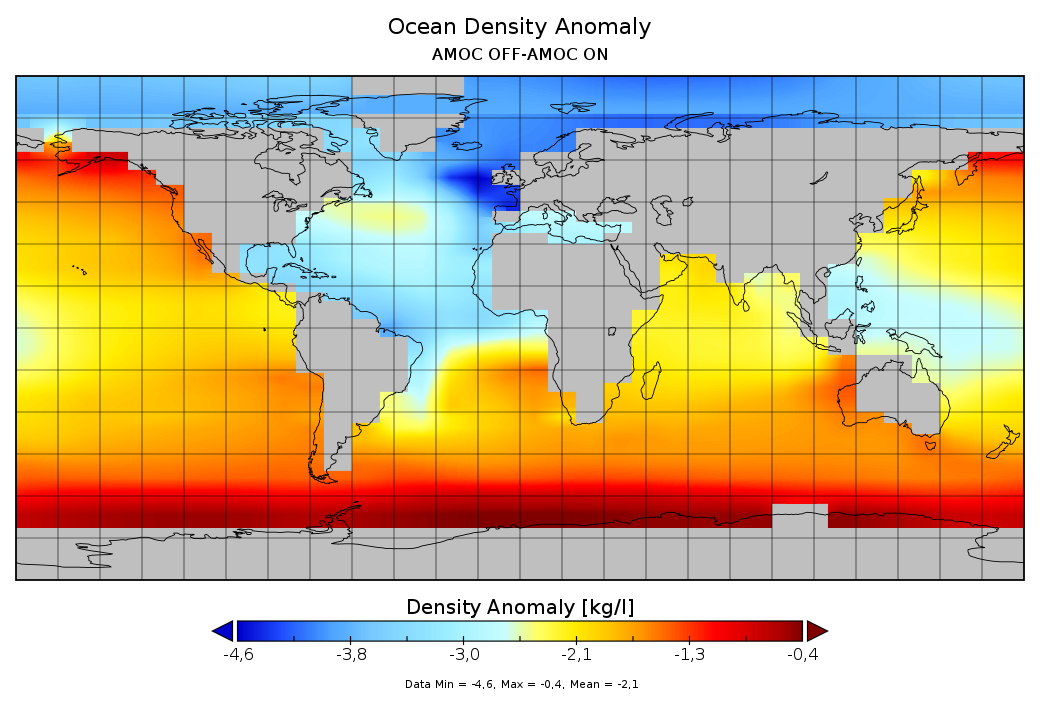 Ocean Density Anomaly
AMOC OFF-AMOC ON
Density Anomaly [kg/l]
-4,6 -3,8 -3,0 -2,1 -1,3 -0,4
Data Min = -4,6, Max = -0,4, Mean = -2,1